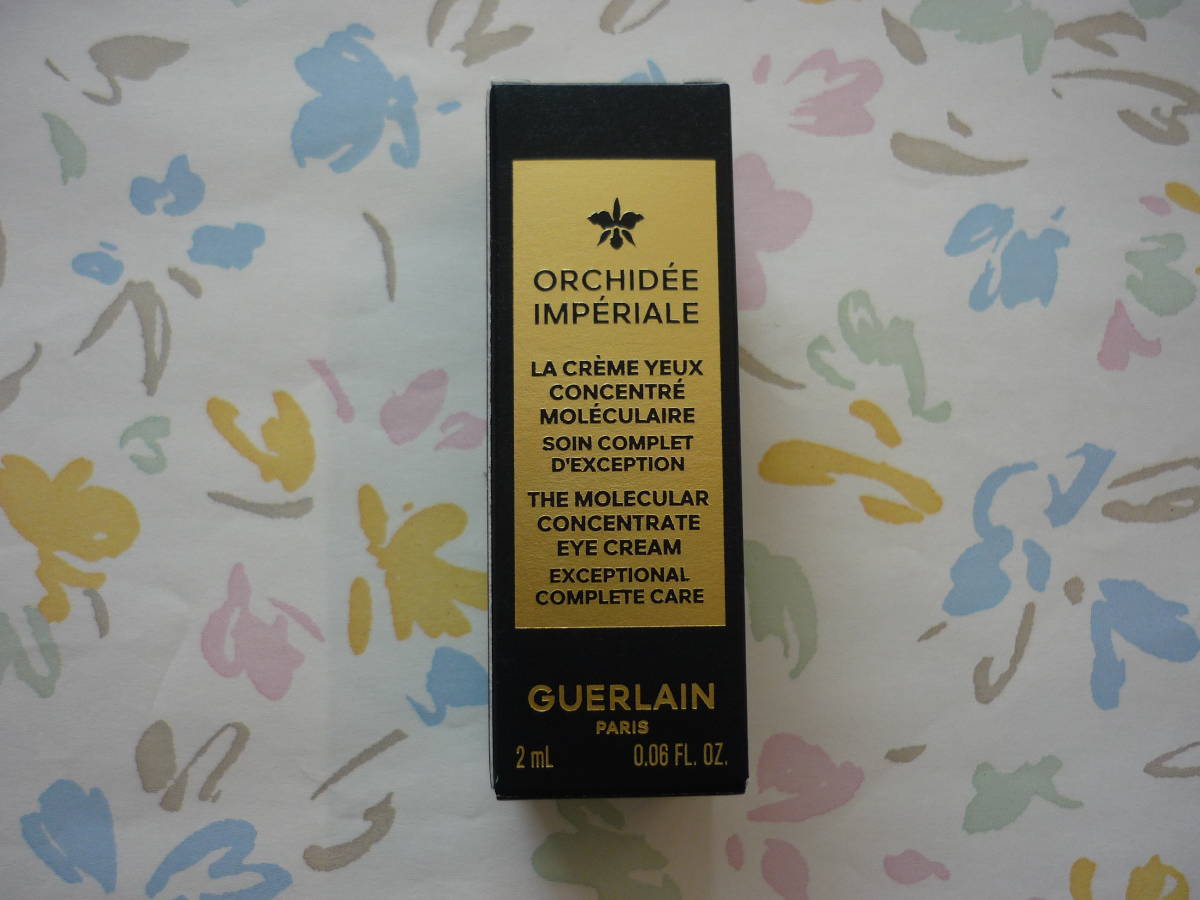 ORCHIDÉE
IMPÉRIALE
LA CRÈME YEUX
CONCENTRÉ
MOLÉCULAIRE
SOIN COMPLET
D'EXCEPTION
THE MOLECULAR
CONCENTRATE
EYE CREAM
EXCEPTIONAL
COMPLETE CARE
GUERLAIN
PARIS
2 mL 0.06 FL. OZ.